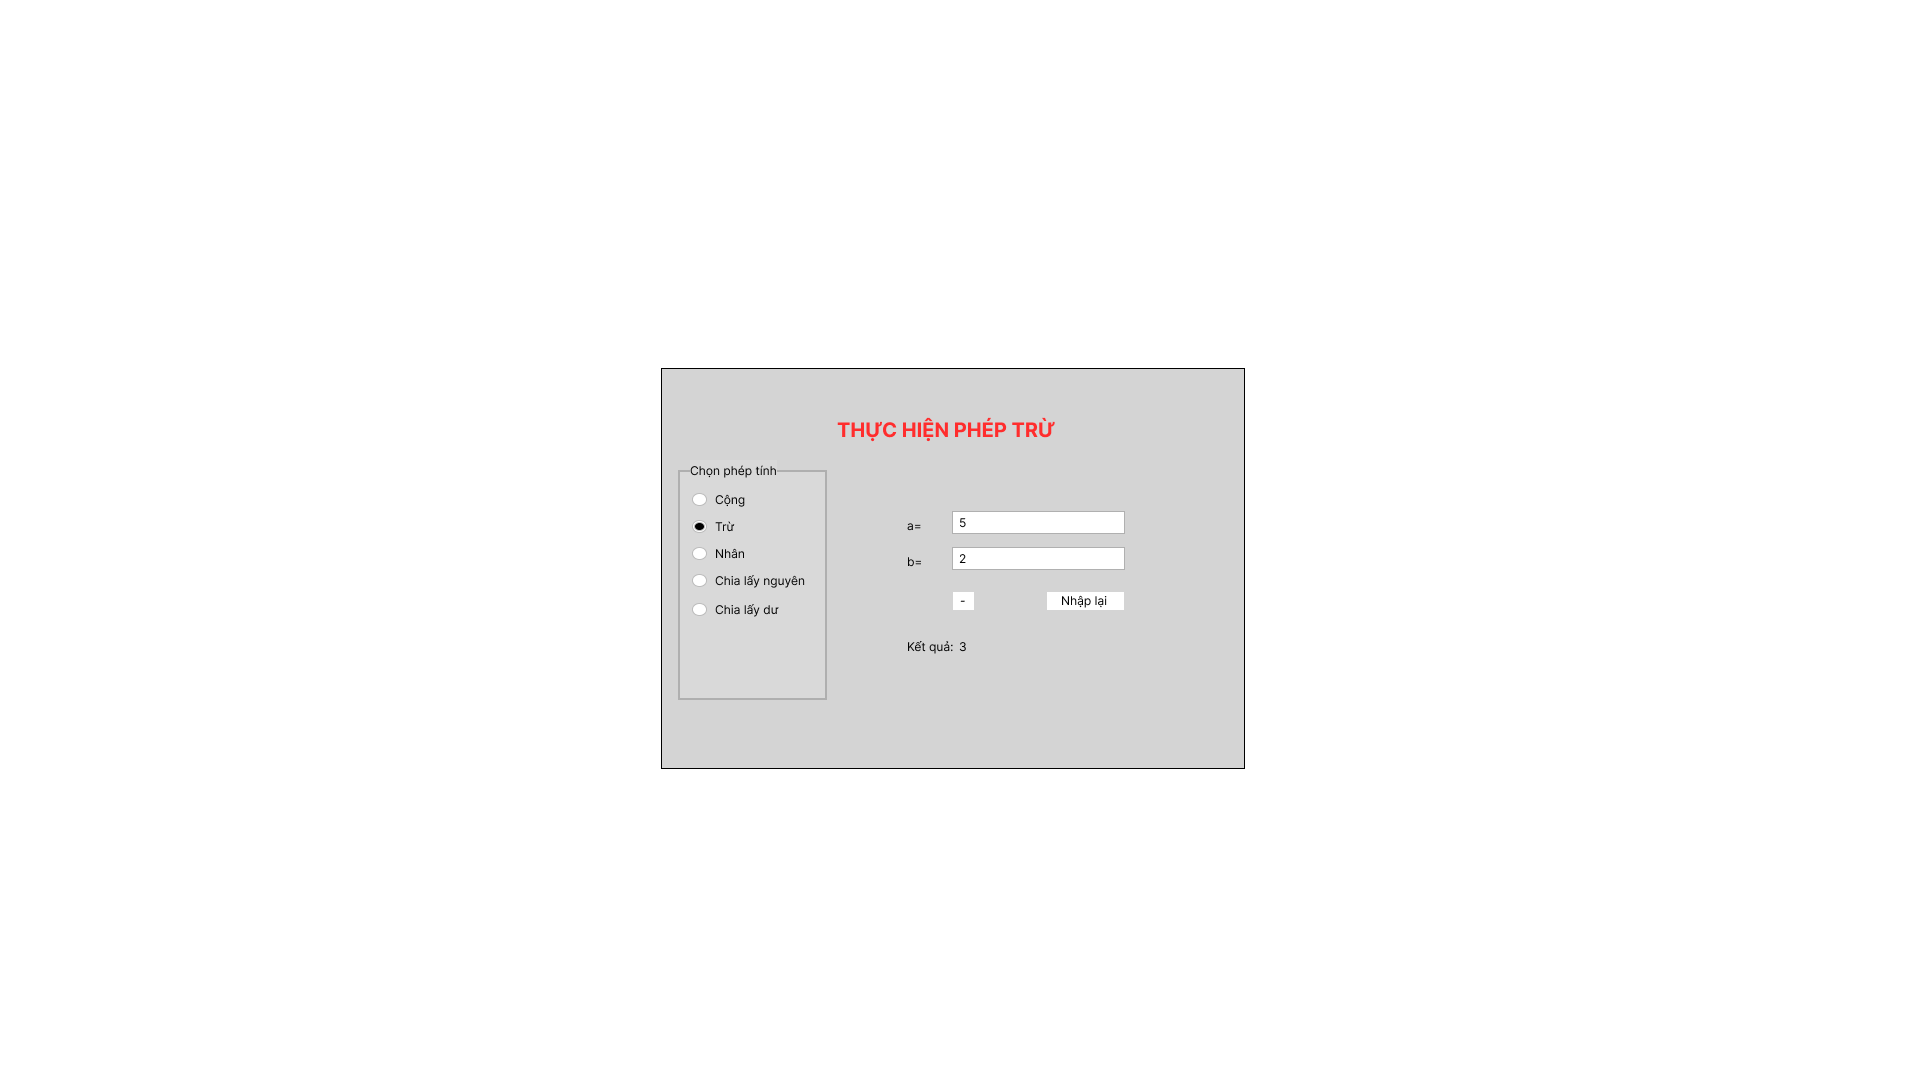 THỰC HIỆN PHÉP TRỪ
Chọn phép tính
Cộng
Trừ
Nhân
Chia lấy nguyên
Chia lấy dư
a= 5
b= 2
- Nhập lại
Kết quả: 3